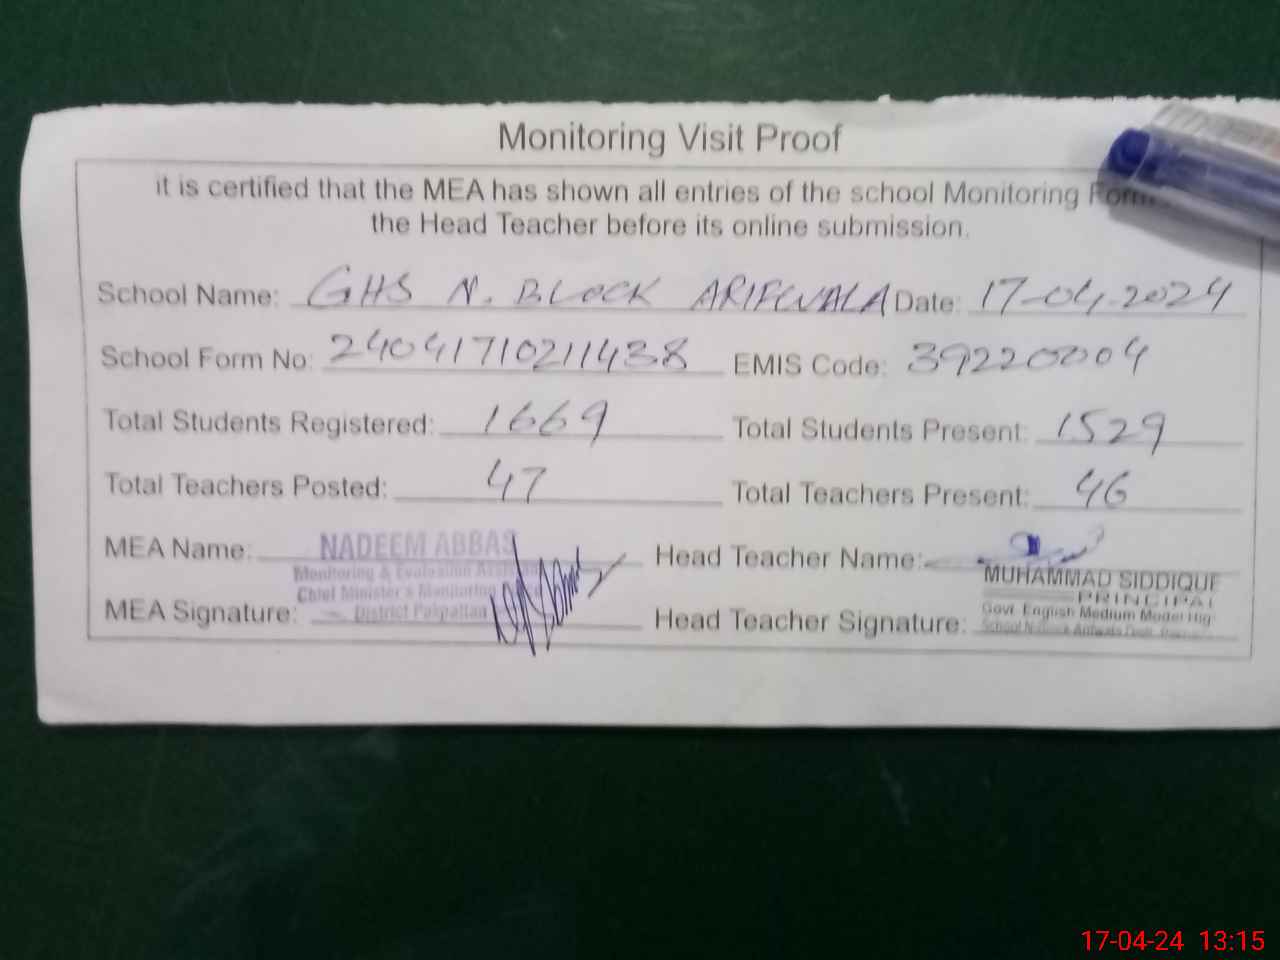 Monitoring Visit Proof
it is certified that the MEA has shown all entries of the school Monitoring Form
the Head Teacher before its online submission.
School Name: GHS N. BLOCK ARIFWALA Date: 17-04-2024
School Form No: 24041710211438 EMIS Code: 39220004
Total Students Registered: 1669 Total Students Present: 1529
Total Teachers Posted: 47 Total Teachers Present: 46
MEA Name: NADEEM ABBAS Head Teacher Name:
Monitoring & Evaluation
MUHAMMAD SIDDIQUE
Chief Minister's Monitoring
PRINCIPAL
MEA Signature: District Pakpattan Head Teacher Signature:
Govt. English Medium Model Hig
School N-Block
17-04-24 13:15